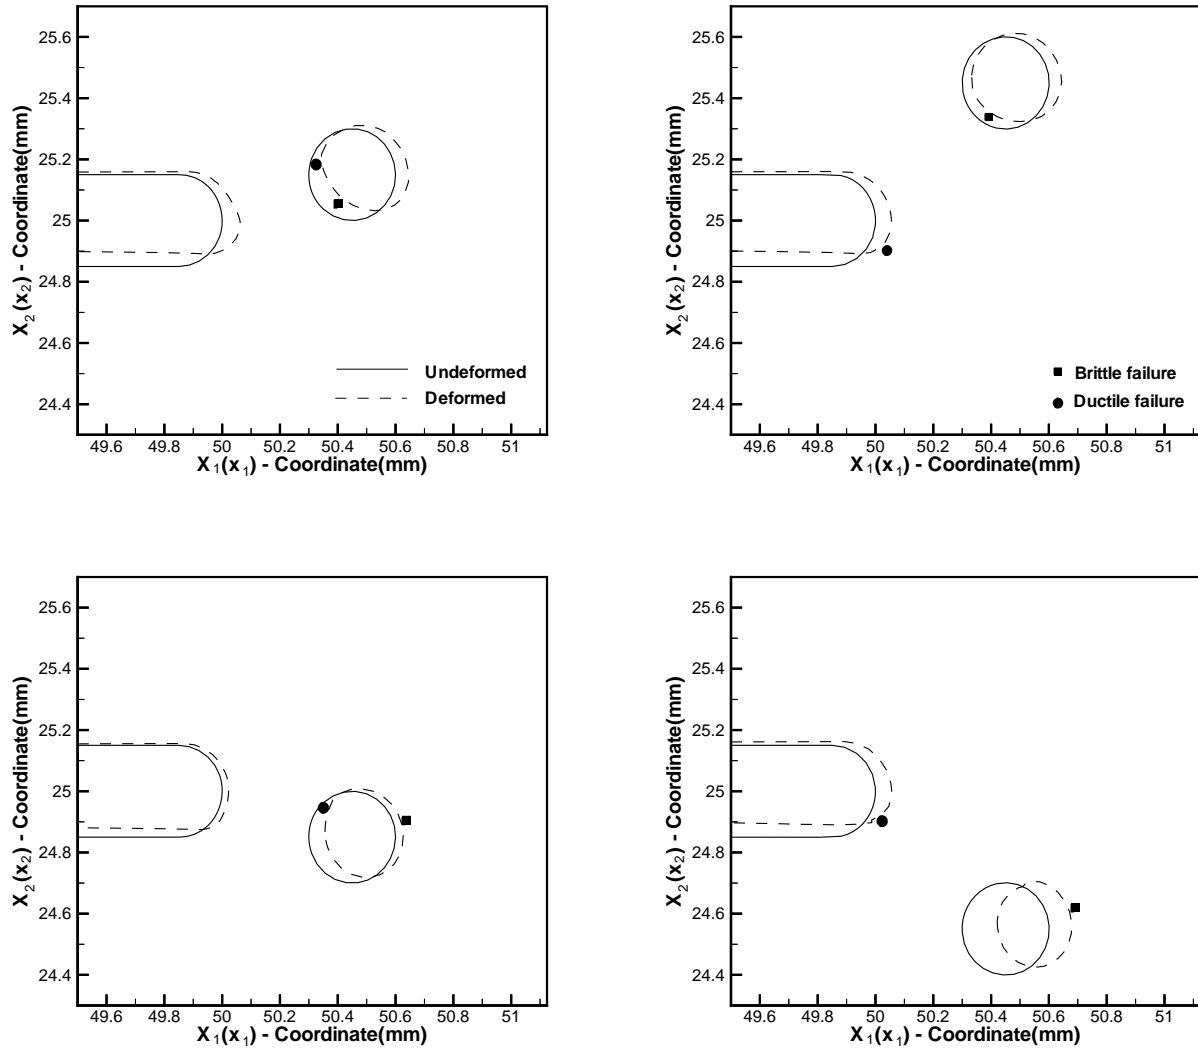 25.6
25.4
25.2
25
24.8
24.6
24.4
X2(x2) - Coordinate(mm)
49.6 49.8 50 50.2 50.4 50.6 50.8 51
X1(x1) - Coordinate(mm)
Undeformed
Deformed
25.6
25.4
25.2
25
24.8
24.6
24.4
X2(x2) - Coordinate(mm)
49.6 49.8 50 50.2 50.4 50.6 50.8 51
X1(x1) - Coordinate(mm)
Brittle failure
Ductile failure
25.6
25.4
25.2
25
24.8
24.6
24.4
X2(x2) - Coordinate(mm)
49.6 49.8 50 50.2 50.4 50.6 50.8 51
X1(x1) - Coordinate(mm)
25.6
25.4
25.2
25
24.8
24.6
24.4
X2(x2) - Coordinate(mm)
49.6 49.8 50 50.2 50.4 50.6 50.8 51
X1(x1) - Coordinate(mm)